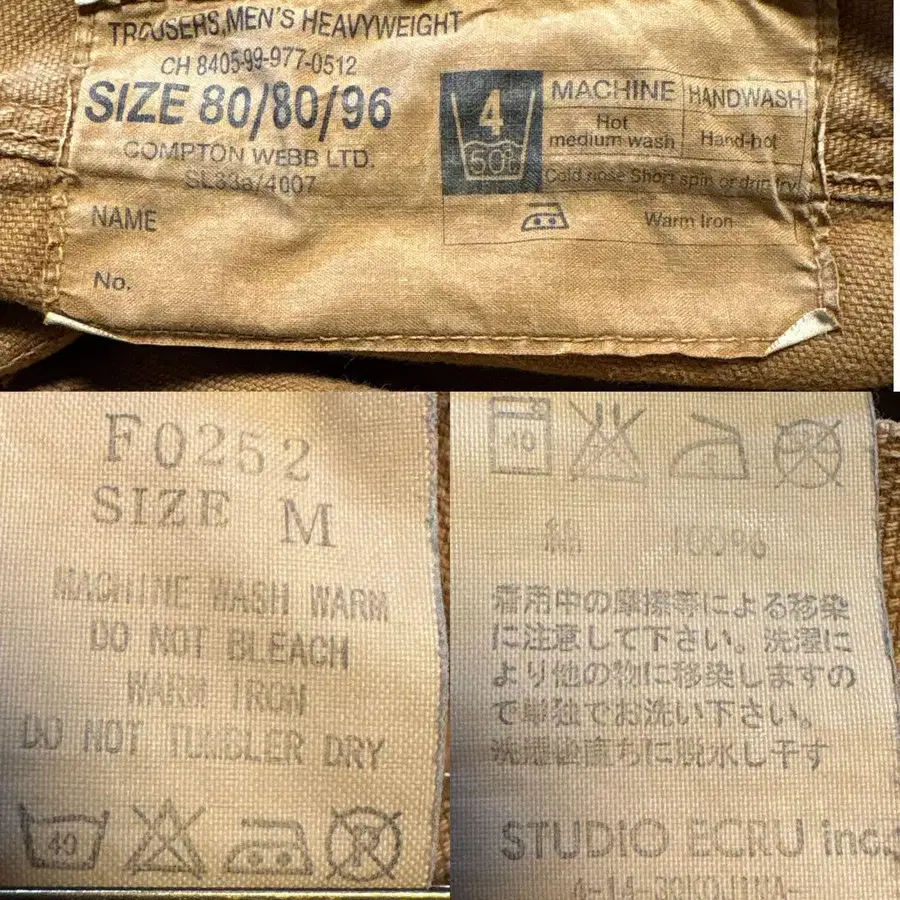 TROUSERS,MEN'S HEAVYWEIGHT
CH 8405-99-977-0512
SIZE 80/80/96
COMPTON WEBB LTD.
SL33a/4007
NAME
No.
4
50°
MACHINE
HANDWASH
Hot
medium wash
Hand-hot
Cold rinse Short spin or drip dry
Warm Iron
F0252
SIZE M
MACHINE WASH WARM
DO NOT BLEACH
WARM IRON
DO NOT TUMBLER DRY
40
P
40
綿 100%
着用中の摩擦等による移染
に注意して下さい。洗濯に
より他の物に移染しますの
で単独でお洗い下さい。
洗濯後直ちに脱水し干す
STUDIO ECRU inc.